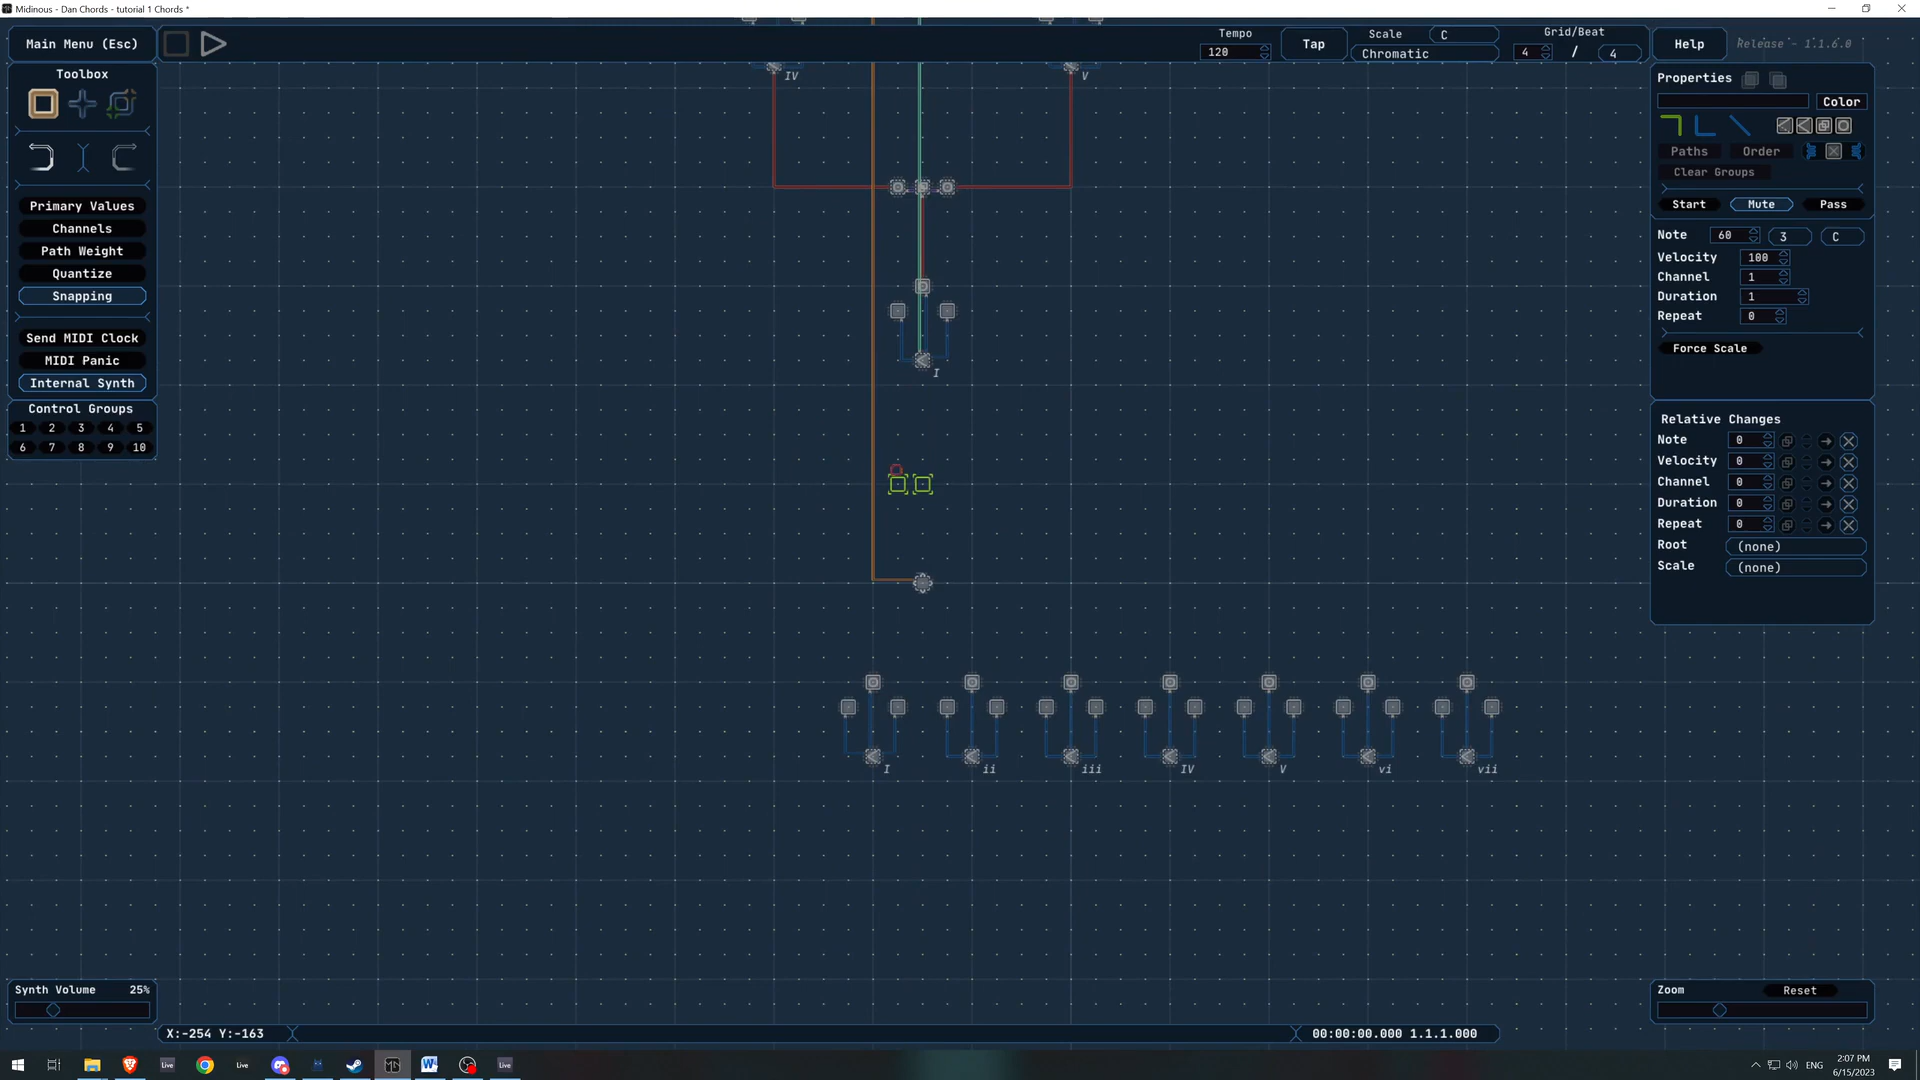 Midinous - Dan Chords - tutorial 1 Chords *
Main Menu (Esc)
Tempo
120
Tap
Scale
C
Chromatic
Grid/Beat
4 / 4
Help
Release - 1.1.6.0
Toolbox
Primary Values
Channels
Path Weight
Quantize
Snapping
Send MIDI Clock
MIDI Panic
Internal Synth
Control Groups
1 2 3 4 5
6 7 8 9 10
IV
V
I
I
ii
iii
IV
V
vi
vii
Properties
Color
Paths
Order
Clear Groups
Start
Mute
Pass
Note 60 3 C
Velocity 100
Channel 1
Duration 1
Repeat 0
Force Scale
Relative Changes
Note 0
Velocity 0
Channel 0
Duration 0
Repeat 0
Root (none)
Scale (none)
Synth Volume 25%
Zoom
Reset
X:-254 Y:-163
00:00:00.000 1.1.1.000
Live
Live
Live
ENG
2:07 PM
6/15/2023